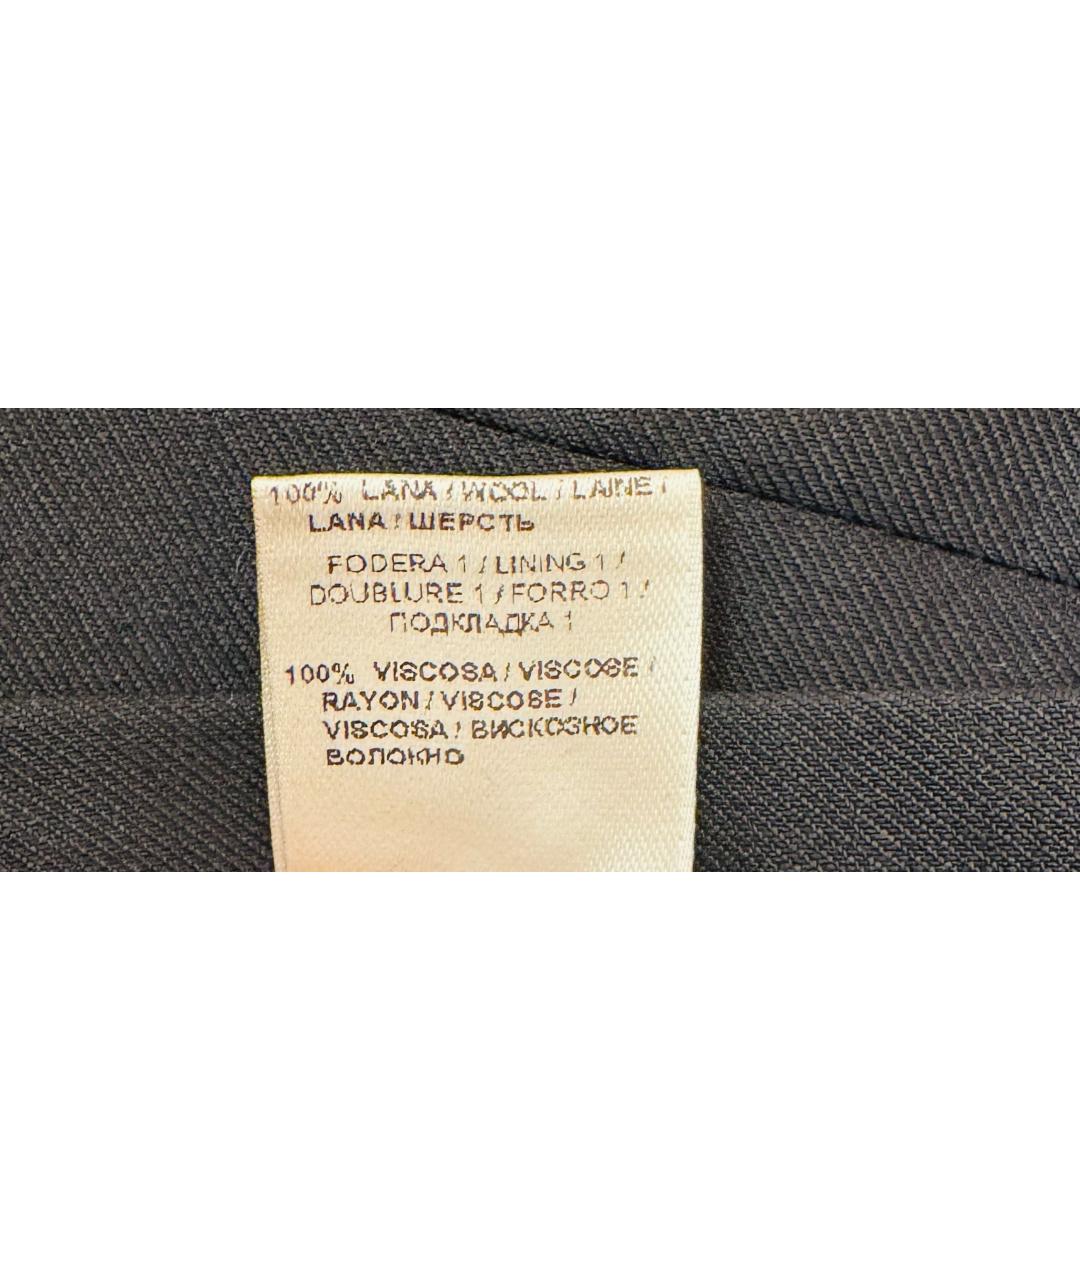 100% LANA / WOOL / LAINE /
LANA / ШЕРСТЬ
FODERA 1 / LINING 1 /
DOUBLURE 1 / FORRO 1 /
ПОДКЛАДКА 1
100% VISCOSA / VISCOSE /
RAYON / VISCOSE /
VISCOSA / ВИСКОЗНОЕ
ВОЛОКНО